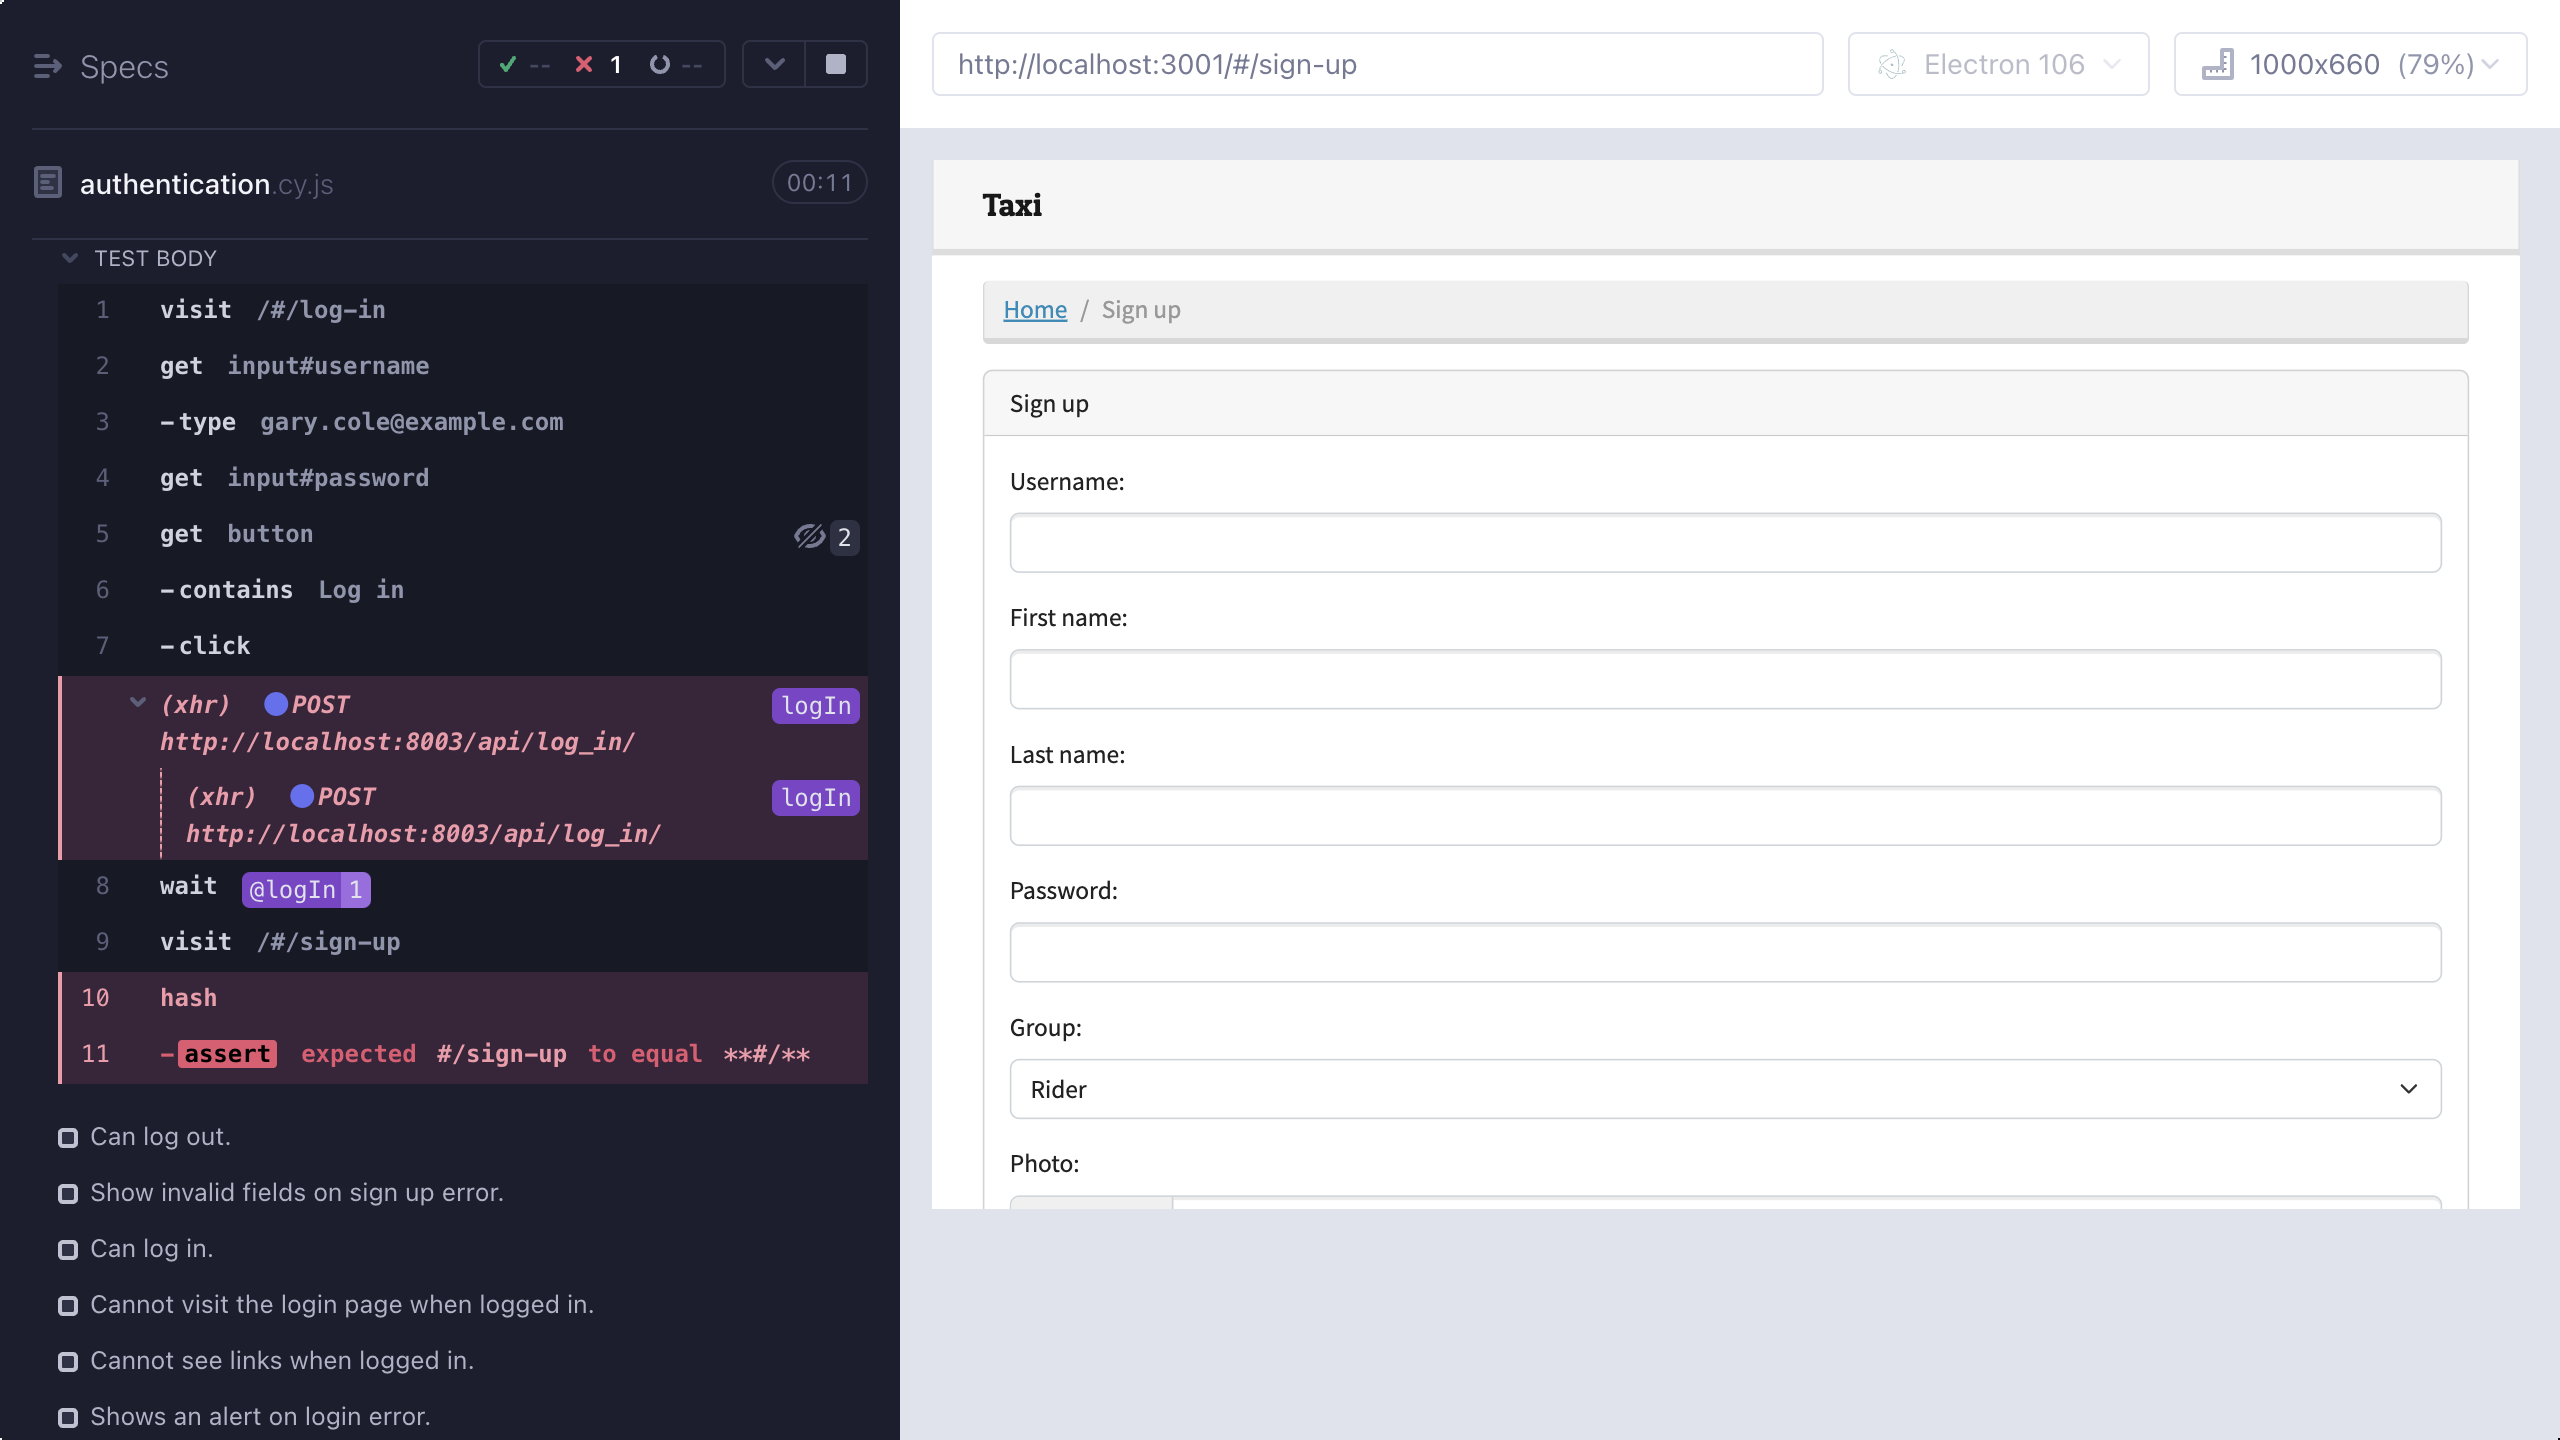 Specs
-- 1 --
authentication.cy.js
00:11
TEST BODY
1 visit /#/log-in
2 get input#username
3 -type gary.cole@example.com
4 get input#password
5 get button 2
6 -contains Log in
7 -click
(xhr) POST logIn
http://localhost:8003/api/log_in/
(xhr) POST logIn
http://localhost:8003/api/log_in/
8 wait @logIn 1
9 visit /#/sign-up
10 hash
11 -assert expected #/sign-up to equal **#/**
Can log out.
Show invalid fields on sign up error.
Can log in.
Cannot visit the login page when logged in.
Cannot see links when logged in.
Shows an alert on login error.
http://localhost:3001/#/sign-up
Electron 106
1000x660 (79%)
Taxi
Home / Sign up
Sign up
Username:
First name:
Last name:
Password:
Group:
Rider
Photo: